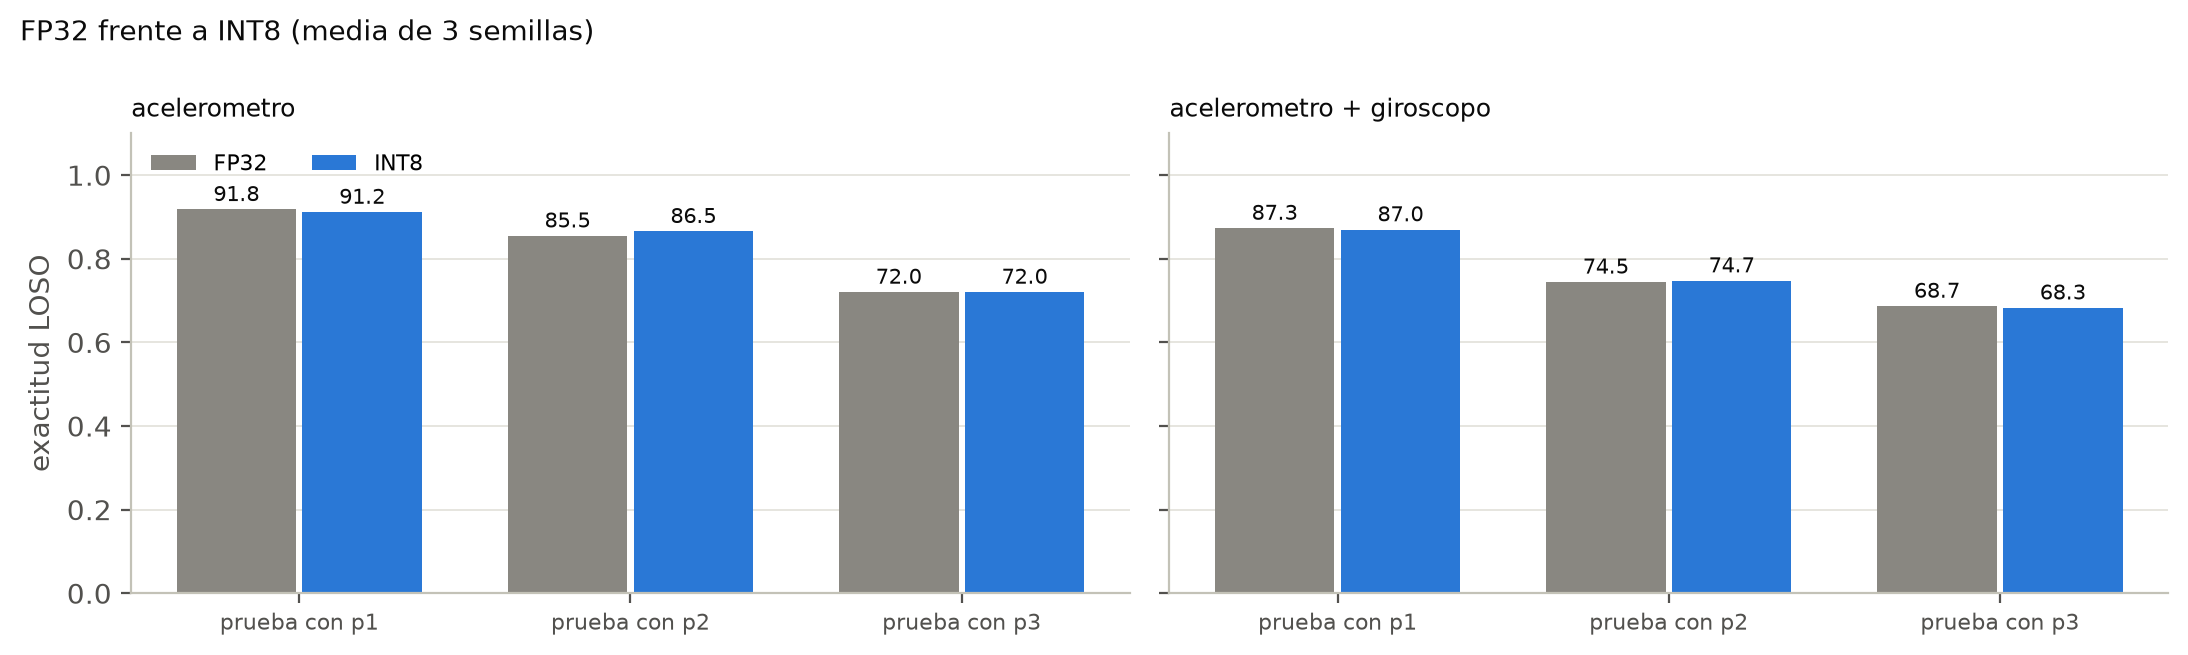 FP32 frente a INT8 (media de 3 semillas)
acelerometro
FP32 INT8
exactitud LOSO
1.0
0.8
0.6
0.4
0.2
0.0
91.8 91.2 85.5 86.5 72.0 72.0
prueba con p1 prueba con p2 prueba con p3
acelerometro + giroscopo
87.3 87.0 74.5 74.7 68.7 68.3
prueba con p1 prueba con p2 prueba con p3